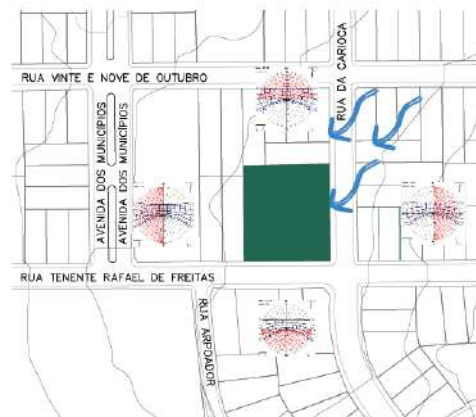 RUA VINTE E NOVE DE OUTUBRO
RUA DA CARIOCA
AVENIDA DOS MUNICÍPIOS
AVENIDA DOS MUNICÍPIOS
RUA TENENTE RAFAEL DE FREITAS
RUA ARPOADOR